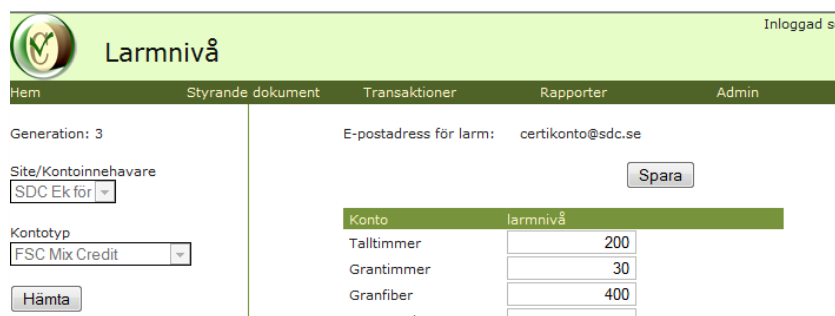 Inloggad s
Larmnivå
Hem Styrande dokument Transaktioner Rapporter Admin
Generation: 3
E-postadress för larm: certikonto@sdc.se
Site/Kontoinnehavare
SDC Ek för
Spara
Kontotyp
FSC Mix Credit
Hämta
Konto larmnivå
Talltimmer 200
Grantimmer 30
Granfiber 400